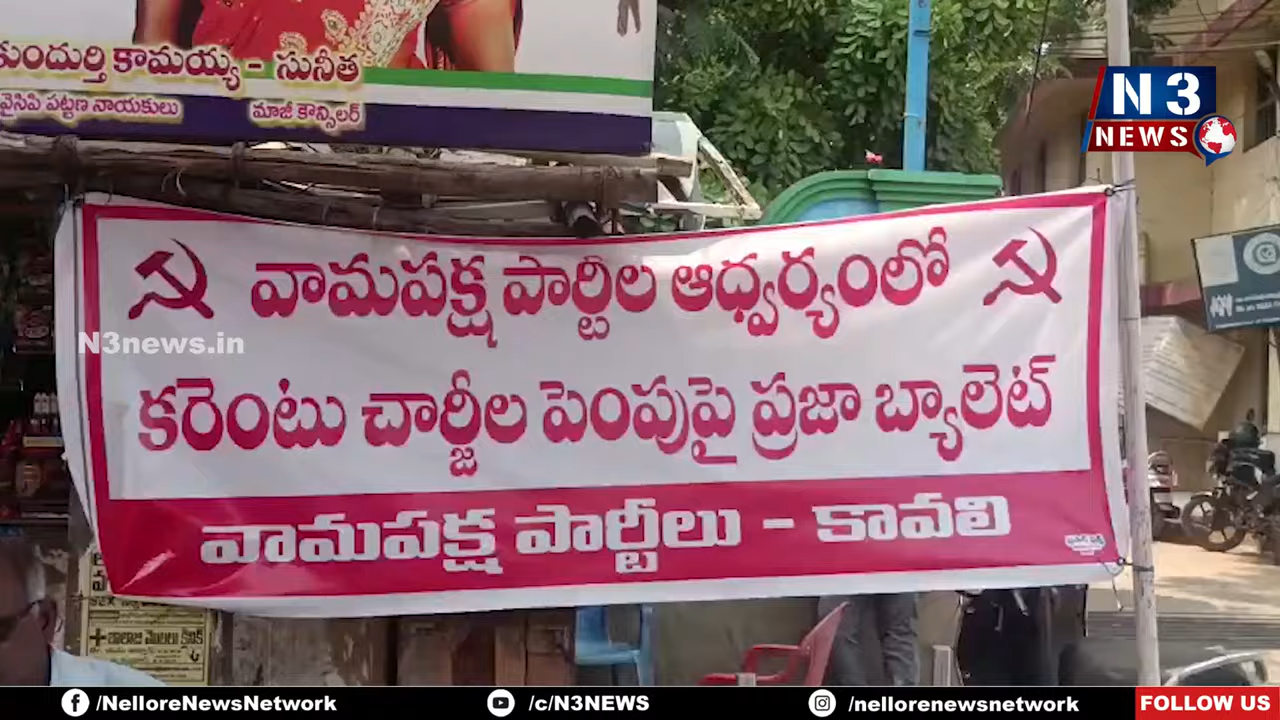 కుందుర్తి కామయ్య - సునీత
వైసిపి పట్టణ నాయకులు మాజీ కౌన్సిలర్
N3
NEWS
వామపక్ష పార్టీల ఆధ్వర్యంలో
N3news.in
కరెంటు చార్జీల పెంపుపై ప్రజా బ్యాలెట్
వామపక్ష పార్టీలు - కావలి
/NelloreNewsNetwork /c/N3NEWS /nellorenewsnetwork FOLLOW US